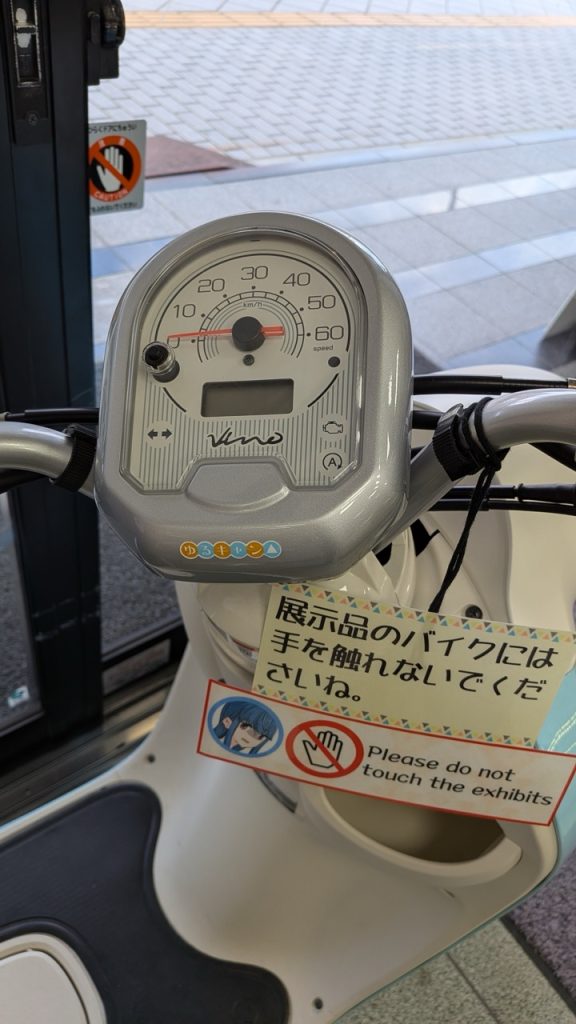 CAUTION
0 10 20 30 40 50 60
km/h
speed
Vino
A
ゆるキャン△
展示品のバイクには
手を触れないでくだ
さいね。
Please do not
touch the exhibits